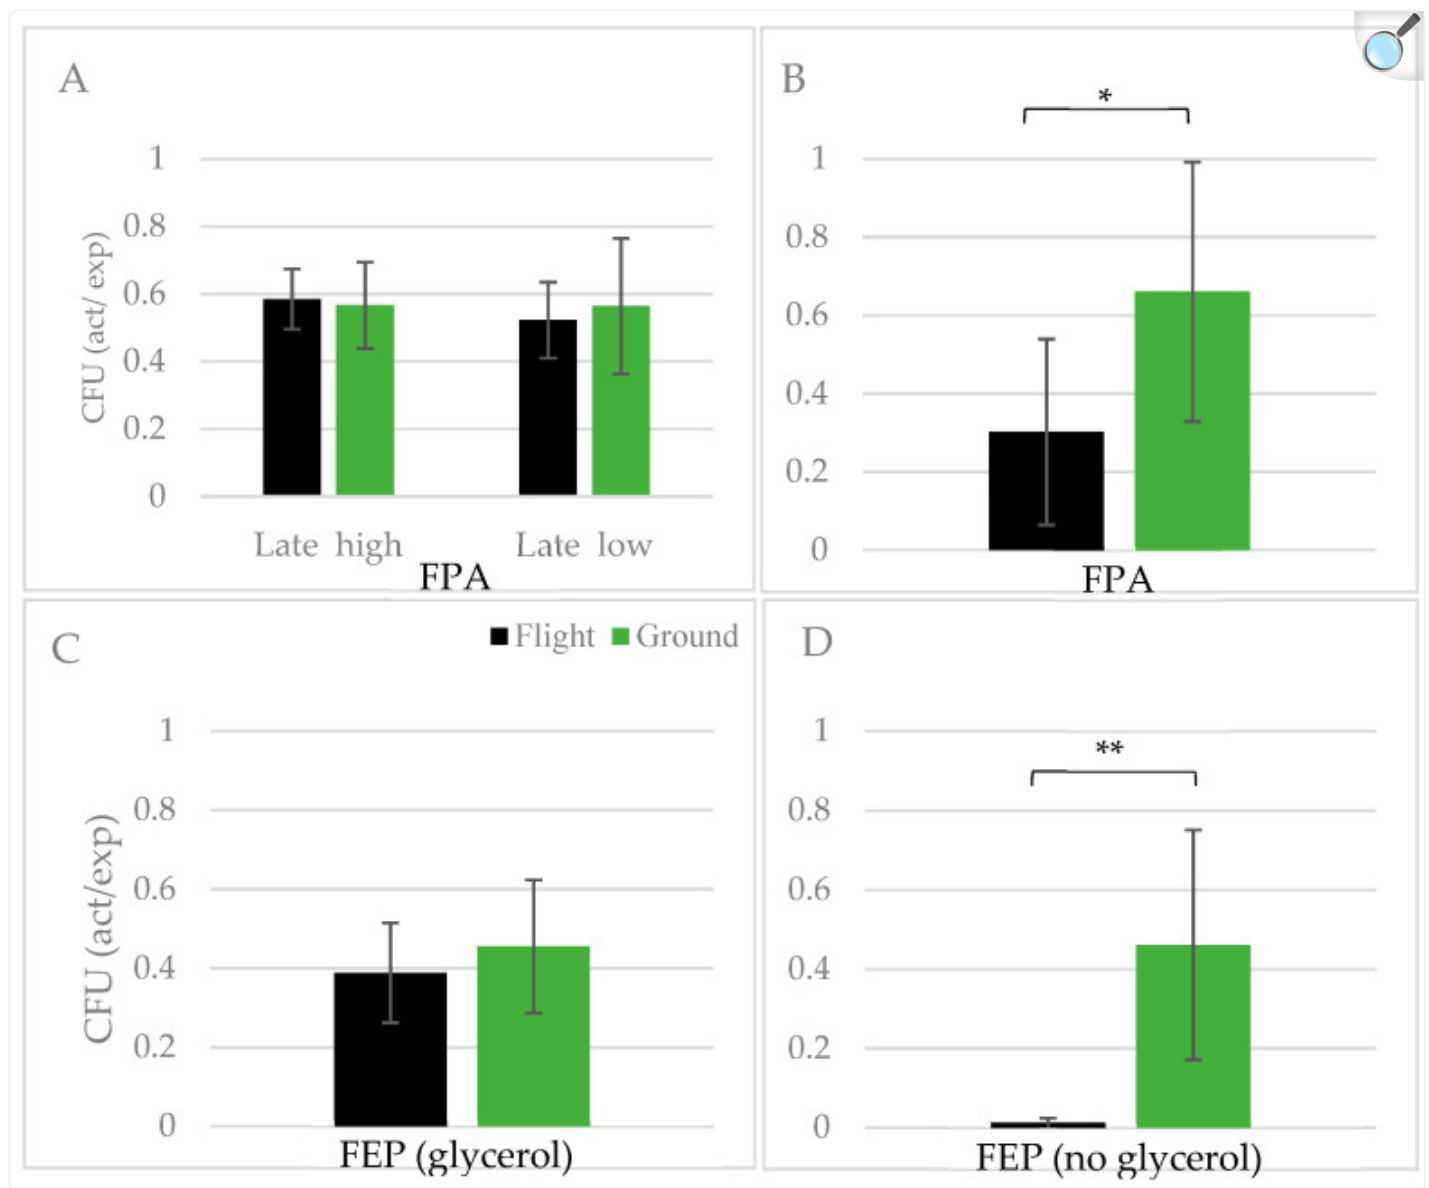 A
1
0.8
0.6
0.4
0.2
0
CFU (act/ exp)
Late high
Late low
FPA
B
*
1
0.8
0.6
0.4
0.2
0
FPA
C
Flight
Ground
1
0.8
0.6
0.4
0.2
0
CFU (act/exp)
FEP (glycerol)
D
**
1
0.8
0.6
0.4
0.2
0
FEP (no glycerol)